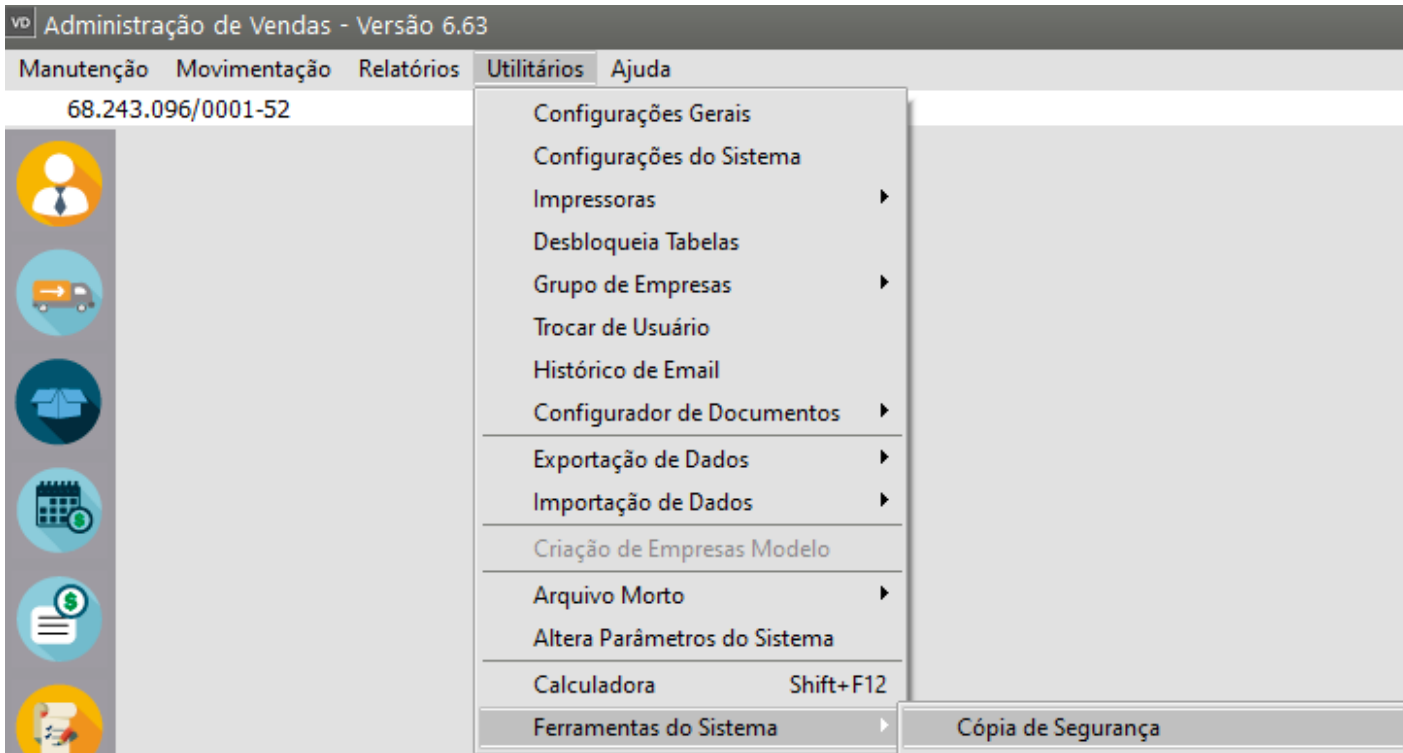 VD Administração de Vendas - Versão 6.63
Manutenção Movimentação Relatórios Utilitários Ajuda
68.243.096/0001-52
Configurações Gerais
Configurações do Sistema
Impressoras
Desbloqueia Tabelas
Grupo de Empresas
Trocar de Usuário
Histórico de Email
Configurador de Documentos
Exportação de Dados
Importação de Dados
Criação de Empresas Modelo
Arquivo Morto
Altera Parâmetros do Sistema
Calculadora Shift+F12
Ferramentas do Sistema Cópia de Segurança